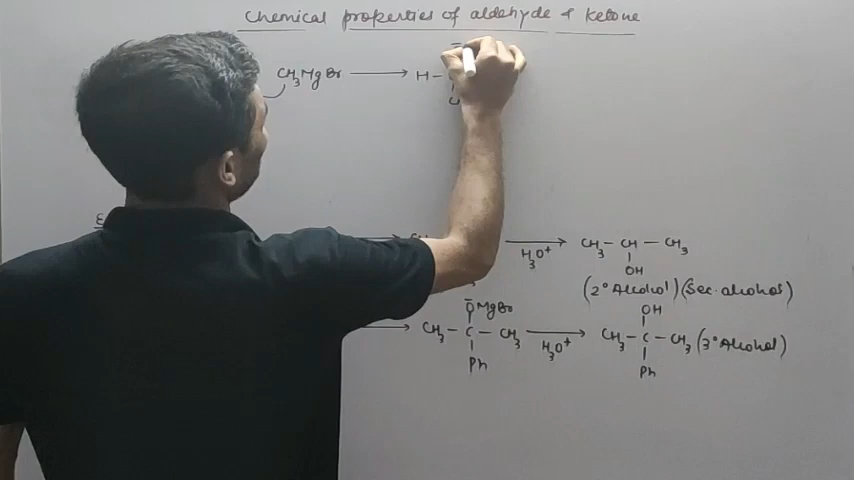 Chemical properties of aldehyde & Ketone
CH3MgBr → H – C
CH3 – CH – CH3
OH
H3O+
(2° Alcohol) (Sec. alcohol)
ŌMgBr
CH3 – C – CH3
Ph
H3O+
OH
CH3 – C – CH3 (3° Alcohol)
Ph